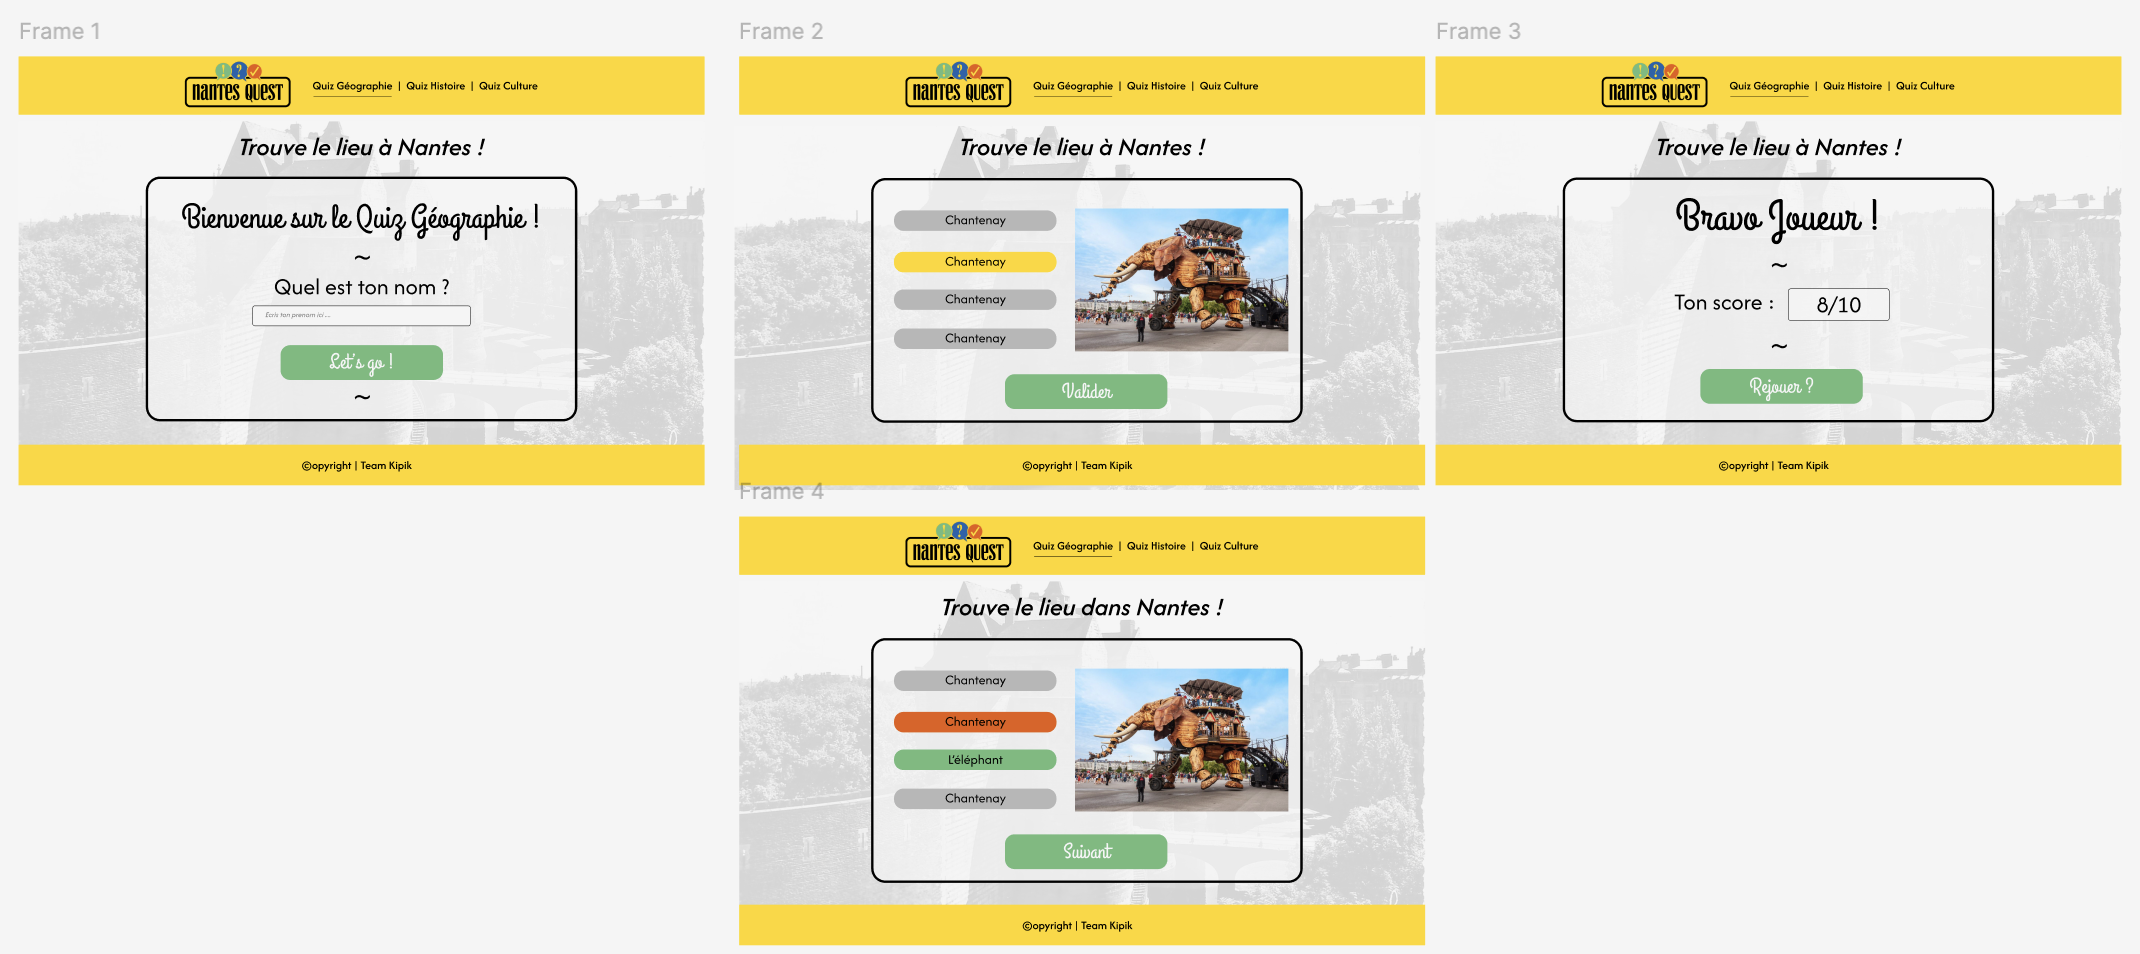 Frame 1
! ? ✓
nantes quest
Quiz Géographie | Quiz Histoire | Quiz Culture
Trouve le lieu à Nantes !
Bienvenue sur le Quiz Géographie !
~
Quel est ton nom ?
Ecris ton prenom ici ...
Let's go !
~
©opyright | Team Kipik
Frame 2
! ? ✓
nantes quest
Quiz Géographie | Quiz Histoire | Quiz Culture
Trouve le lieu à Nantes !
Chantenay
Chantenay
Chantenay
Chantenay
Valider
©opyright | Team Kipik
Frame 3
! ? ✓
nantes quest
Quiz Géographie | Quiz Histoire | Quiz Culture
Trouve le lieu à Nantes !
Bravo Joueur !
~
Ton score : 8/10
~
Rejouer ?
©opyright | Team Kipik
Frame 4
! ? ✓
nantes quest
Quiz Géographie | Quiz Histoire | Quiz Culture
Trouve le lieu dans Nantes !
Chantenay
Chantenay
L'éléphant
Chantenay
Suivant
©opyright | Team Kipik